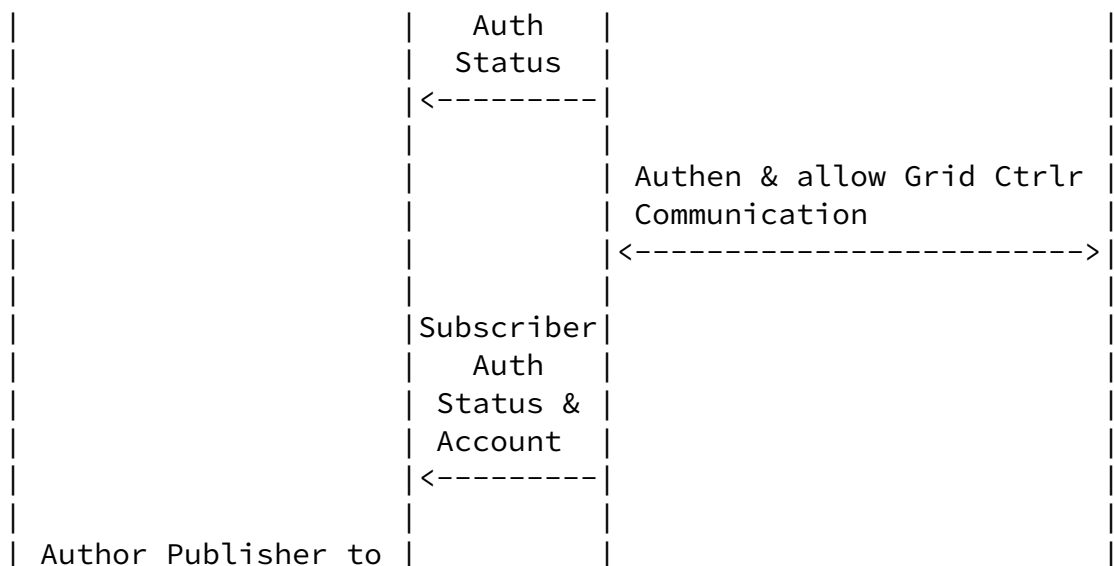 Auth
Status
<---------
Authen & allow Grid Ctrlr
Communication
<-------------------------->
Subscriber
Auth
Status &
Account
<---------
Author Publisher to